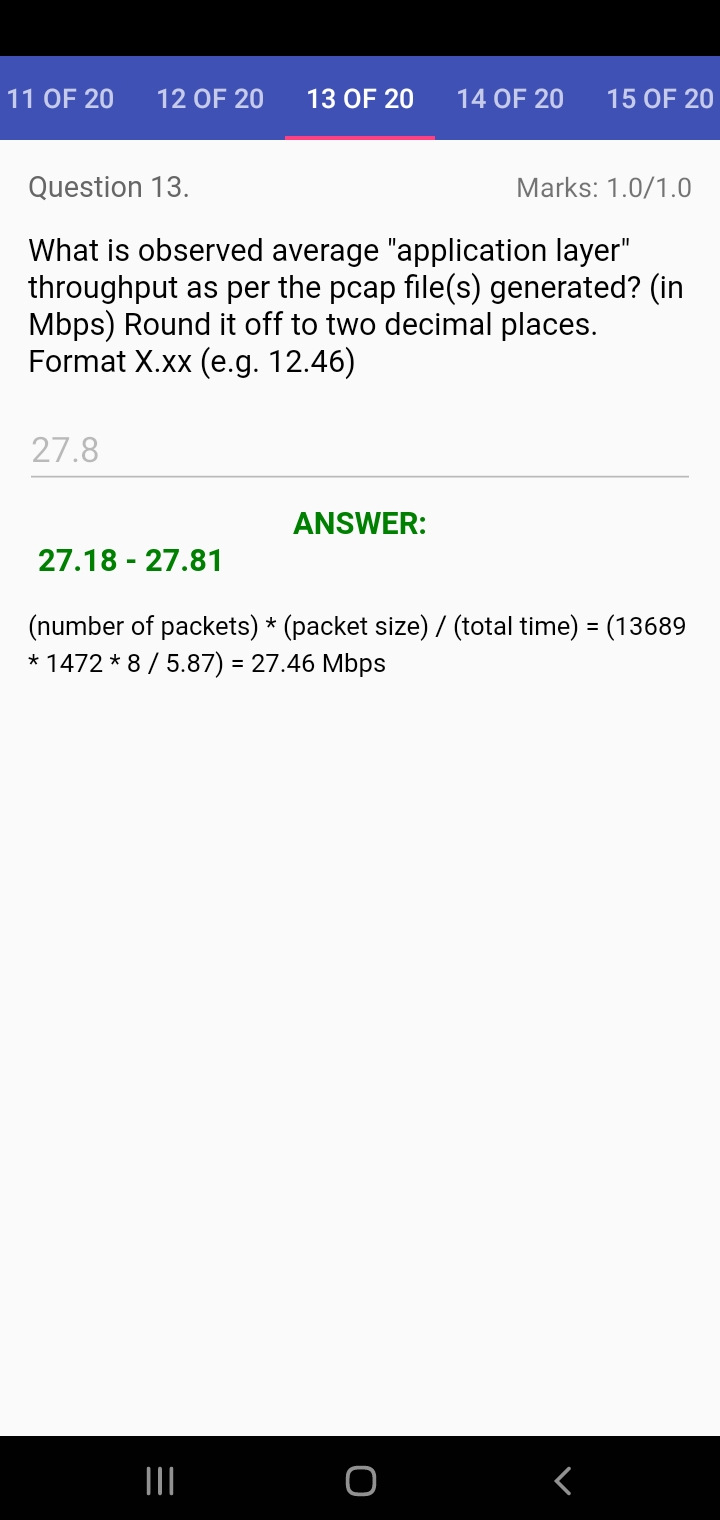 11 OF 20 12 OF 20 13 OF 20 14 OF 20 15 OF 20
Question 13. Marks: 1.0/1.0
What is observed average "application layer"
throughput as per the pcap file(s) generated? (in
Mbps) Round it off to two decimal places.
Format X.xx (e.g. 12.46)
27.8
ANSWER:
27.18 - 27.81
(number of packets) * (packet size) / (total time) = (13689
* 1472 * 8 / 5.87) = 27.46 Mbps